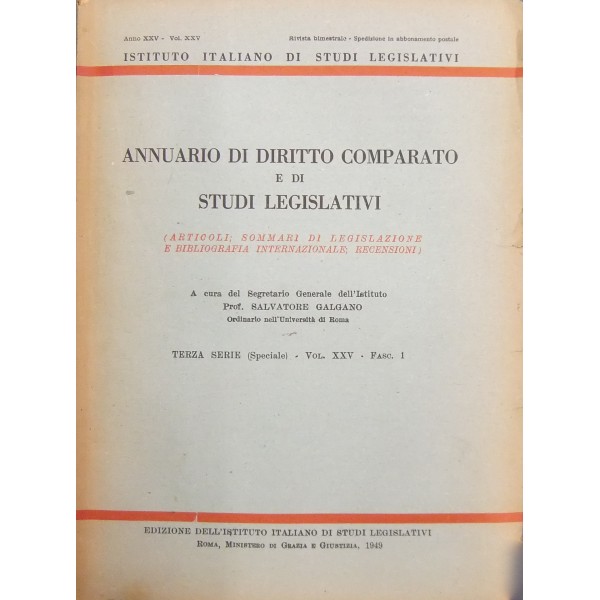 Anno XXV - Vol. XXV Rivista bimestrale - Spedizione in abbonamento postale
ISTITUTO ITALIANO DI STUDI LEGISLATIVI
ANNUARIO DI DIRITTO COMPARATO
E DI
STUDI LEGISLATIVI
(ARTICOLI; SOMMARI DI LEGISLAZIONE
E BIBLIOGRAFIA INTERNAZIONALE; RECENSIONI)
A cura del Segretario Generale dell'Istituto
Prof. SALVATORE GALGANO
Ordinario nell'Università di Roma
TERZA SERIE (Speciale) - VOL. XXV - FASC. 1
EDIZIONE DELL'ISTITUTO ITALIANO DI STUDI LEGISLATIVI
ROMA, MINISTERO DI GRAZIA E GIUSTIZIA, 1949